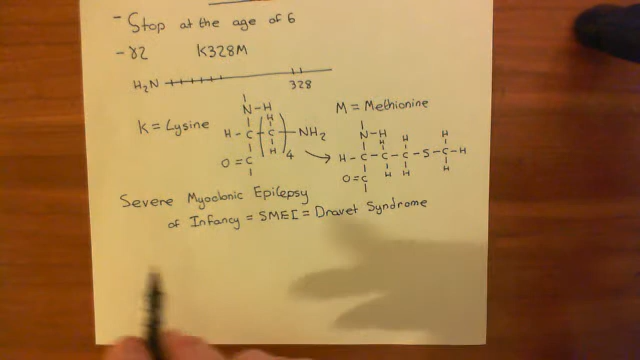 - Stop at the age of 6
- γ2 K328M
H₂N 328
K = Lysine
N-H
H-C-(C)-NH₂
H H 4
O=C
M = Methionine
N-H H H H
H-C-C-C-S-C-H
O=C H H H
Severe Myoclonic Epilepsy
of Infancy = SMEI = Dravet Syndrome